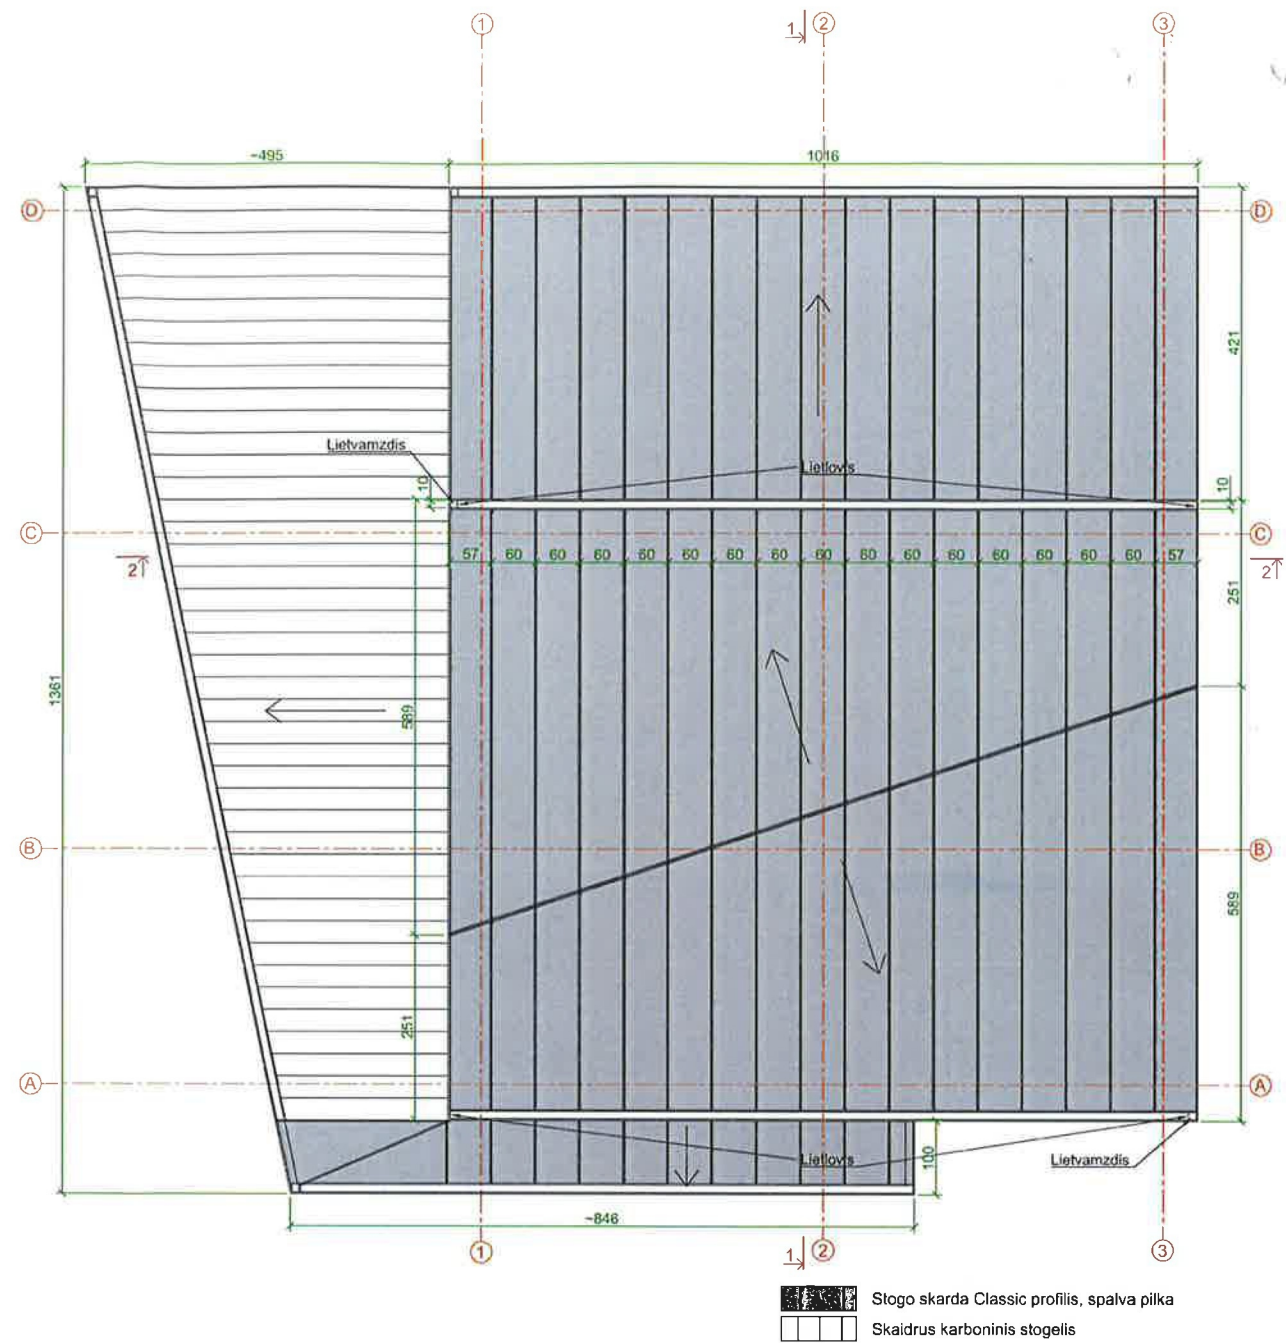 1 2 3
1
~495 1016
D D
421
Lietvamzdis
Lietlovis
10 10
C C
57 60 60 60 60 60 60 60 60 60 60 60 60 60 60 60 57
2 2
251
1361
589
B B
589
251
A A
Lietlovis
100
Lietvamzdis
~846
1 2 3
1
Stogo skarda Classic profilis, spalva pilka
Skaidrus karboninis stogelis